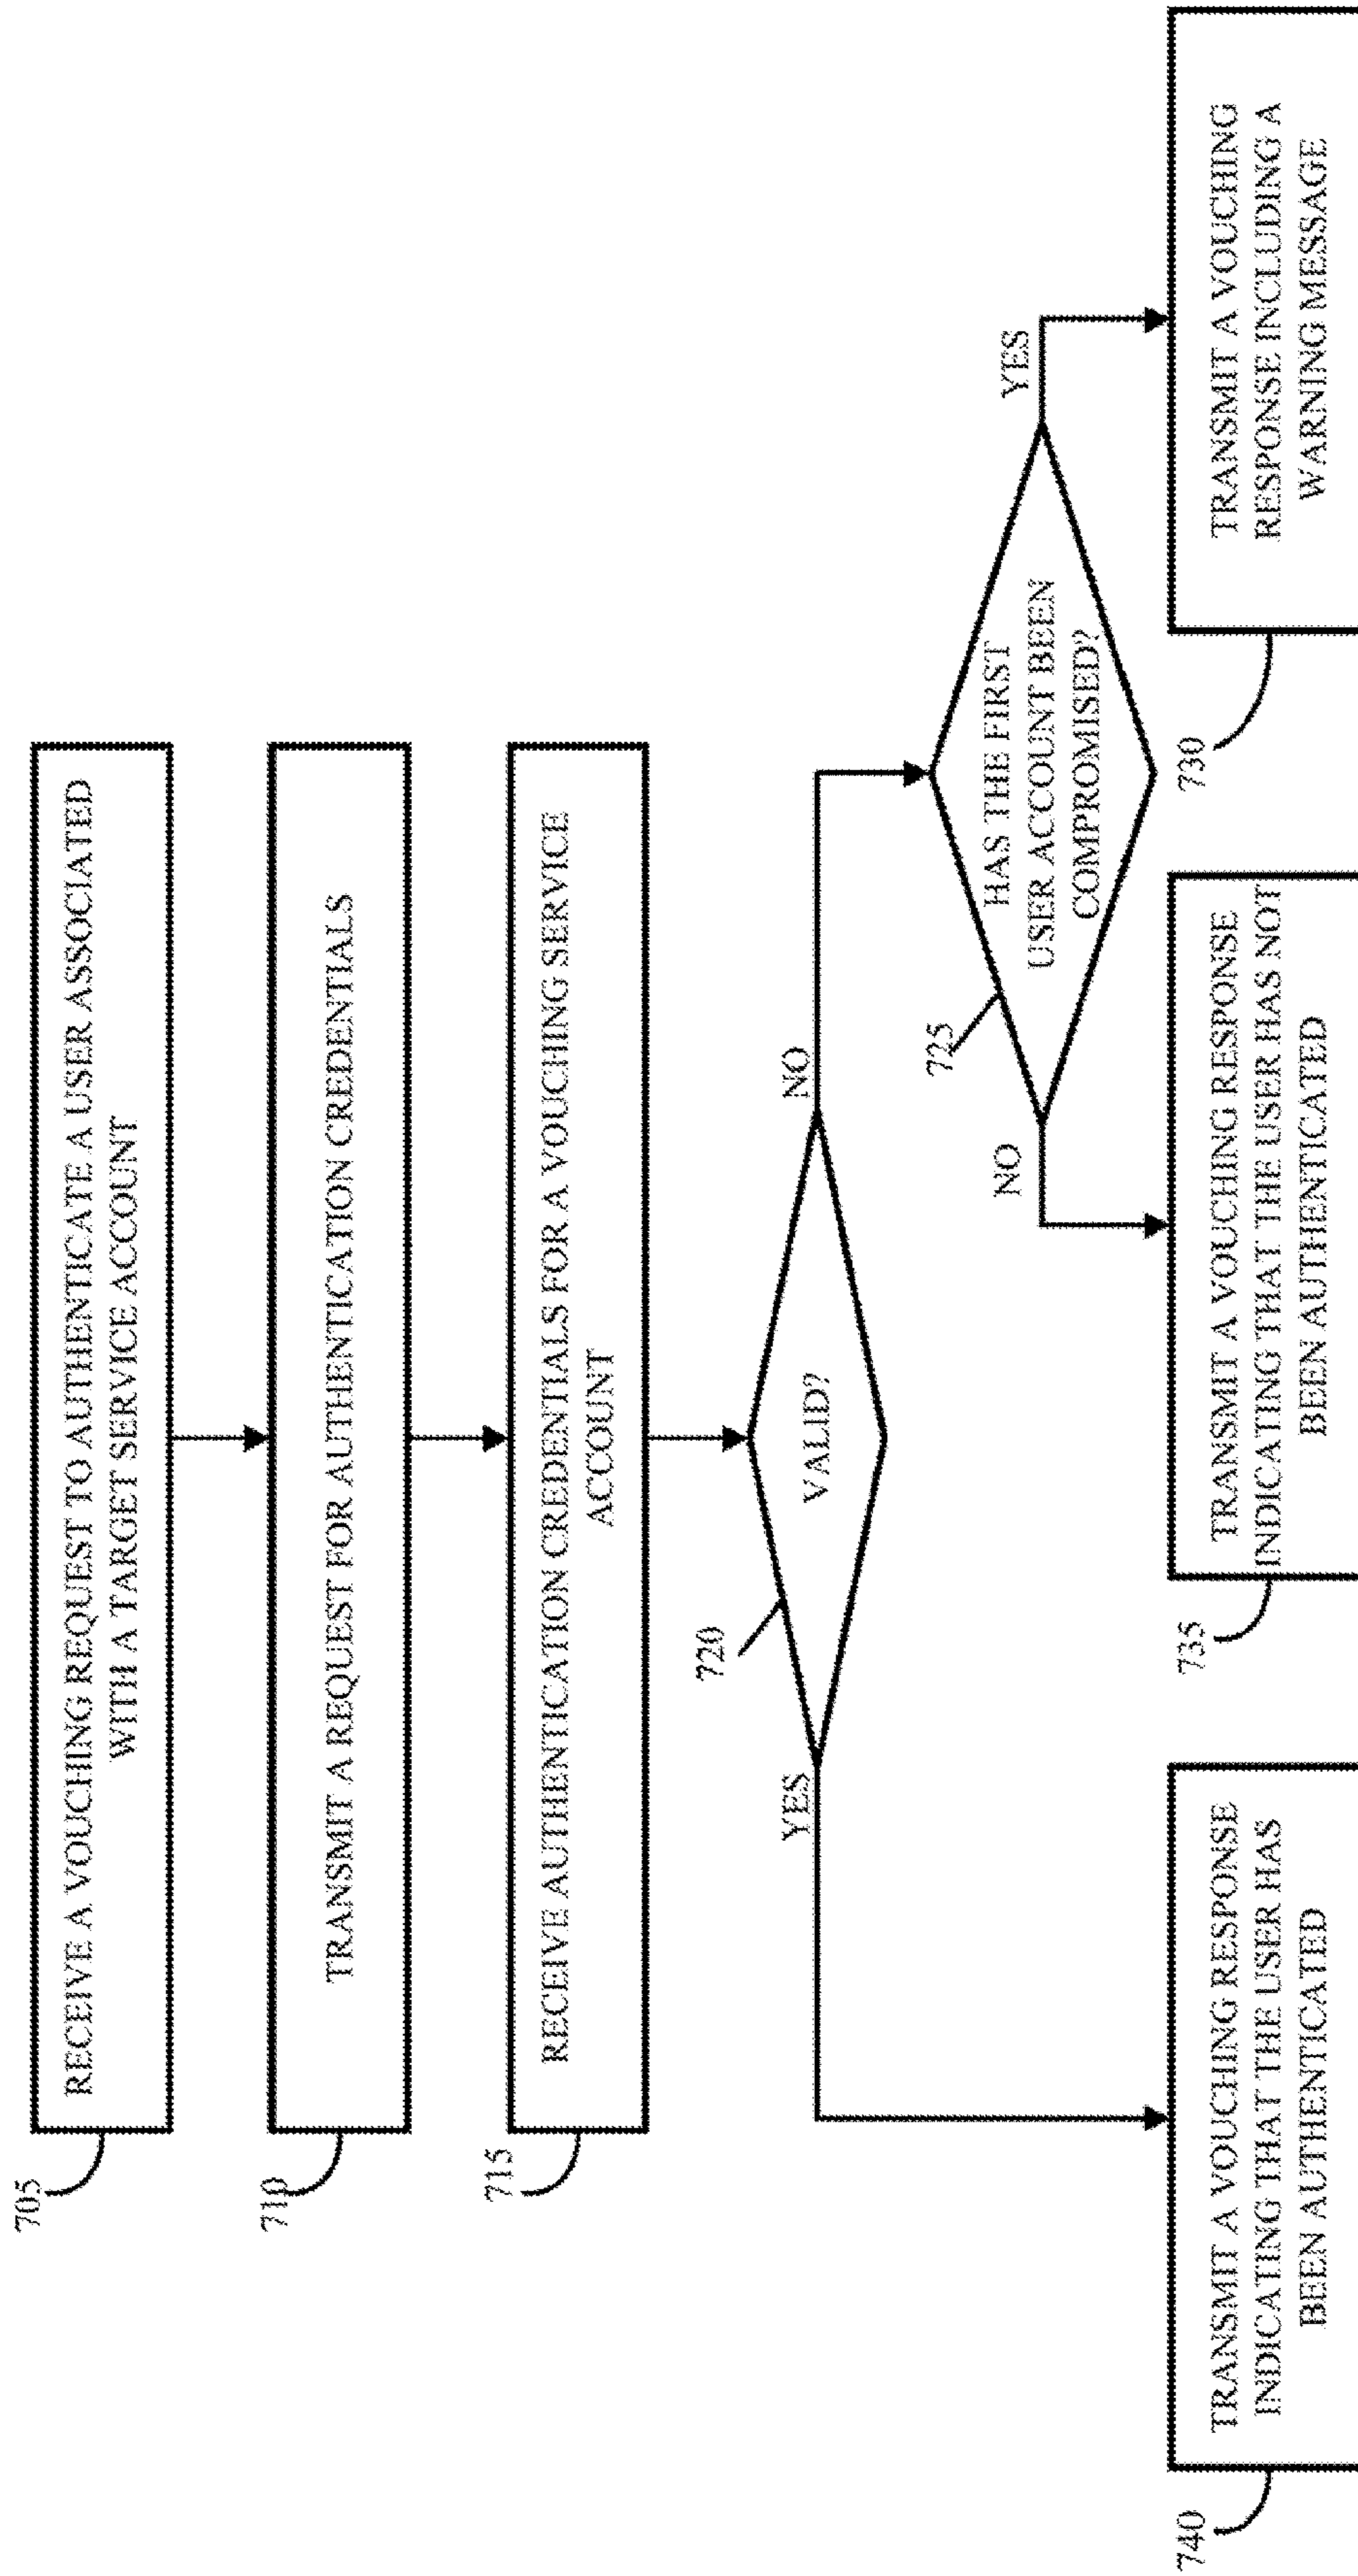 705
RECEIVE A VOUCHING REQUEST TO AUTHENTICATE A USER ASSOCIATED
WITH A TARGET SERVICE ACCOUNT
710
TRANSMIT A REQUEST FOR AUTHENTICATION CREDENTIALS
715
RECEIVE AUTHENTICATION CREDENTIALS FOR A VOUCHING SERVICE
ACCOUNT
720
VALID?
YES
NO
725
HAS THE FIRST
USER ACCOUNT BEEN
COMPROMISED?
NO
YES
740
TRANSMIT A VOUCHING RESPONSE
INDICATING THAT THE USER HAS
BEEN AUTHENTICATED
735
TRANSMIT A VOUCHING RESPONSE
INDICATING THAT THE USER HAS NOT
BEEN AUTHENTICATED
730
TRANSMIT A VOUCHING
RESPONSE INCLUDING A
WARNING MESSAGE